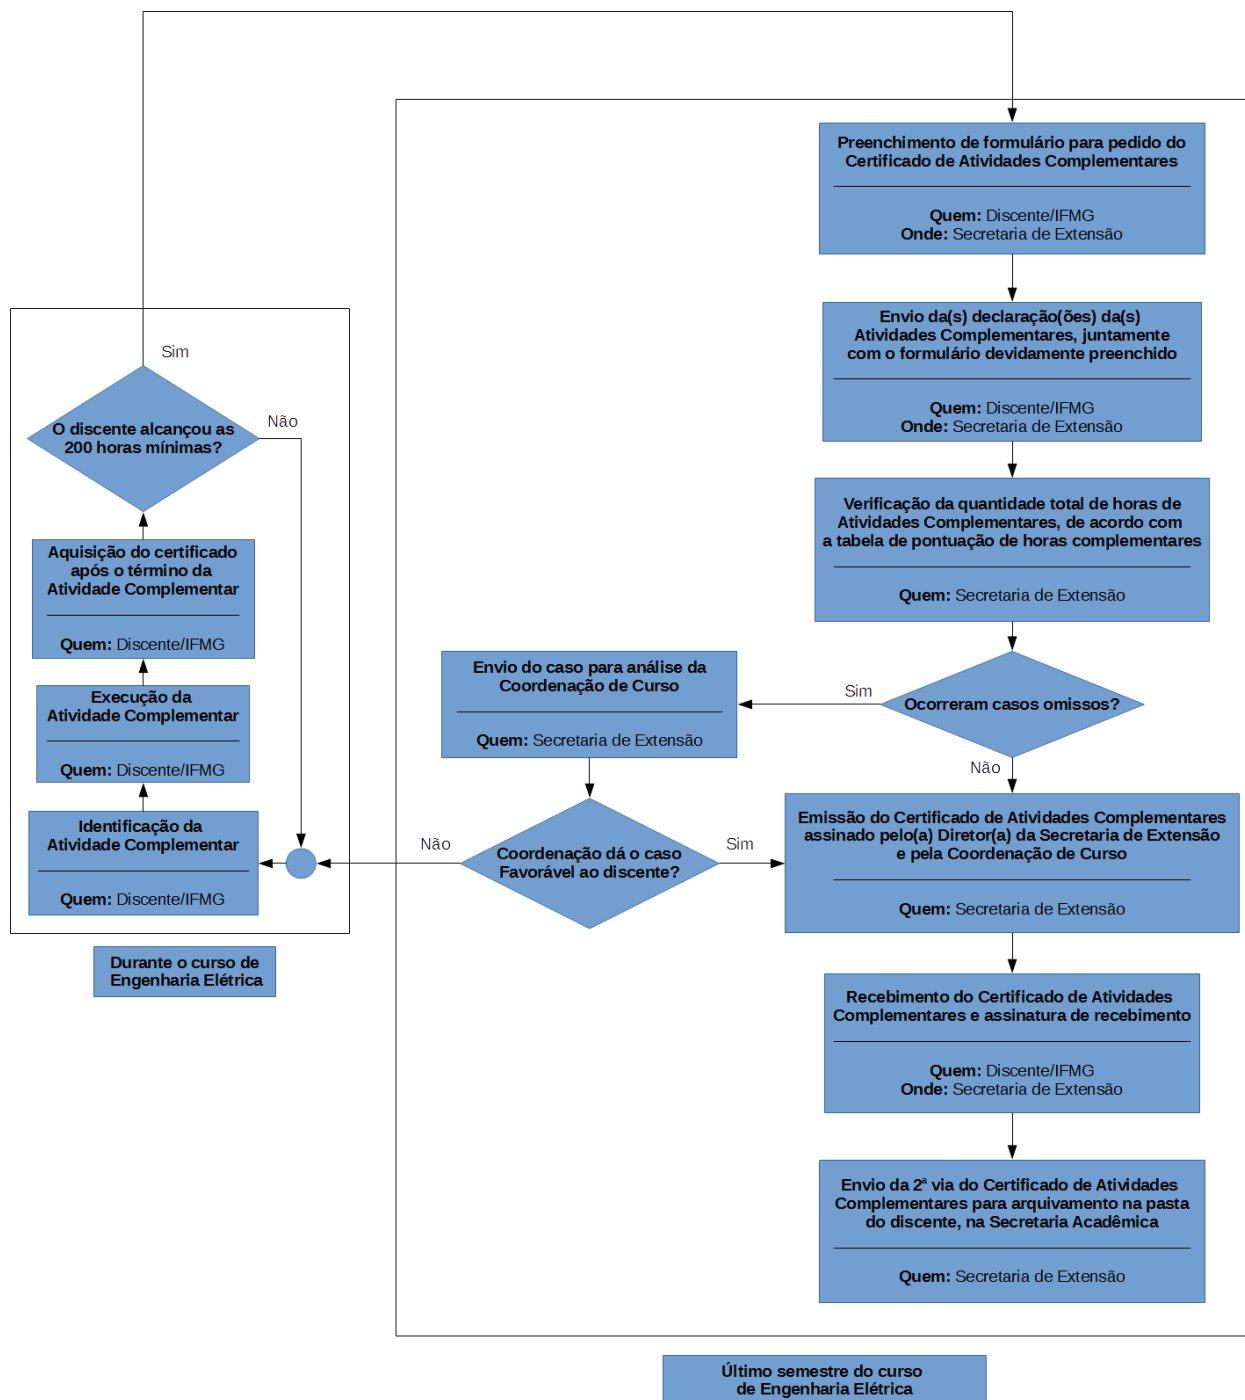 Preenchimento de formulário para pedido do
Certificado de Atividades Complementares
Quem: Discente/IFMG
Onde: Secretaria de Extensão
Envio da(s) declaração(ões) da(s)
Atividades Complementares, juntamente
com o formulário devidamente preenchido
Quem: Discente/IFMG
Onde: Secretaria de Extensão
Verificação da quantidade total de horas de
Atividades Complementares, de acordo com
a tabela de pontuação de horas complementares
Quem: Secretaria de Extensão
Ocorreram casos omissos?
Sim
Não
Envio do caso para análise da
Coordenação de Curso
Quem: Secretaria de Extensão
Coordenação dá o caso
Favorável ao discente?
Não
Sim
Emissão do Certificado de Atividades Complementares
assinado pelo(a) Diretor(a) da Secretaria de Extensão
e pela Coordenação de Curso
Quem: Secretaria de Extensão
Recebimento do Certificado de Atividades
Complementares e assinatura de recebimento
Quem: Discente/IFMG
Onde: Secretaria de Extensão
Envio da 2ª via do Certificado de Atividades
Complementares para arquivamento na pasta
do discente, na Secretaria Acadêmica
Quem: Secretaria de Extensão
Último semestre do curso
de Engenharia Elétrica
Sim
O discente alcançou as
200 horas mínimas?
Não
Aquisição do certificado
após o término da
Atividade Complementar
Quem: Discente/IFMG
Execução da
Atividade Complementar
Quem: Discente/IFMG
Identificação da
Atividade Complementar
Quem: Discente/IFMG
Durante o curso de
Engenharia Elétrica